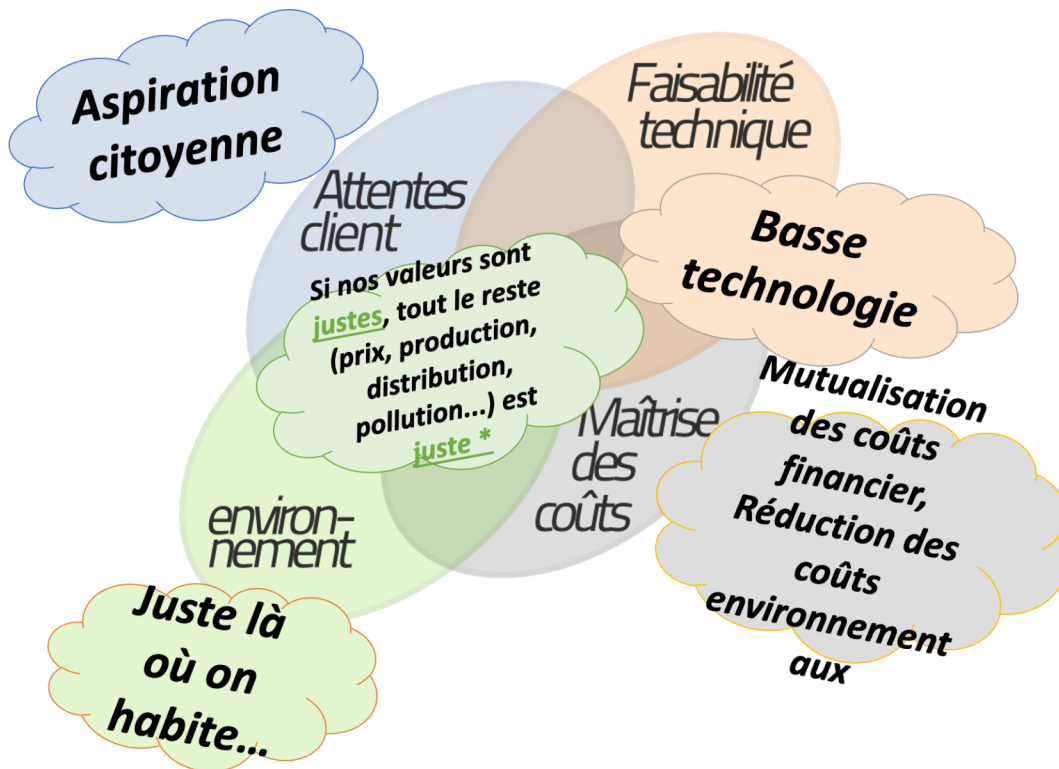 Aspiration
citoyenne
Faisabilité
technique
Attentes
client
Basse
technologie
Si nos valeurs sont
justes, tout le reste
(prix, production,
distribution,
pollution...) est
juste *
Maîtrise
des
coûts
Mutualisation
des coûts
financier,
Réduction des
coûts
environnement
aux
environ-
nement
Juste là
où on
habite...